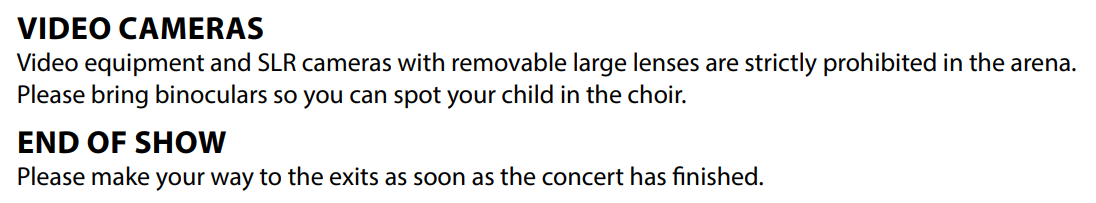 VIDEO CAMERAS
Video equipment and SLR cameras with removable large lenses are strictly prohibited in the arena.
Please bring binoculars so you can spot your child in the choir.
END OF SHOW
Please make your way to the exits as soon as the concert has finished.